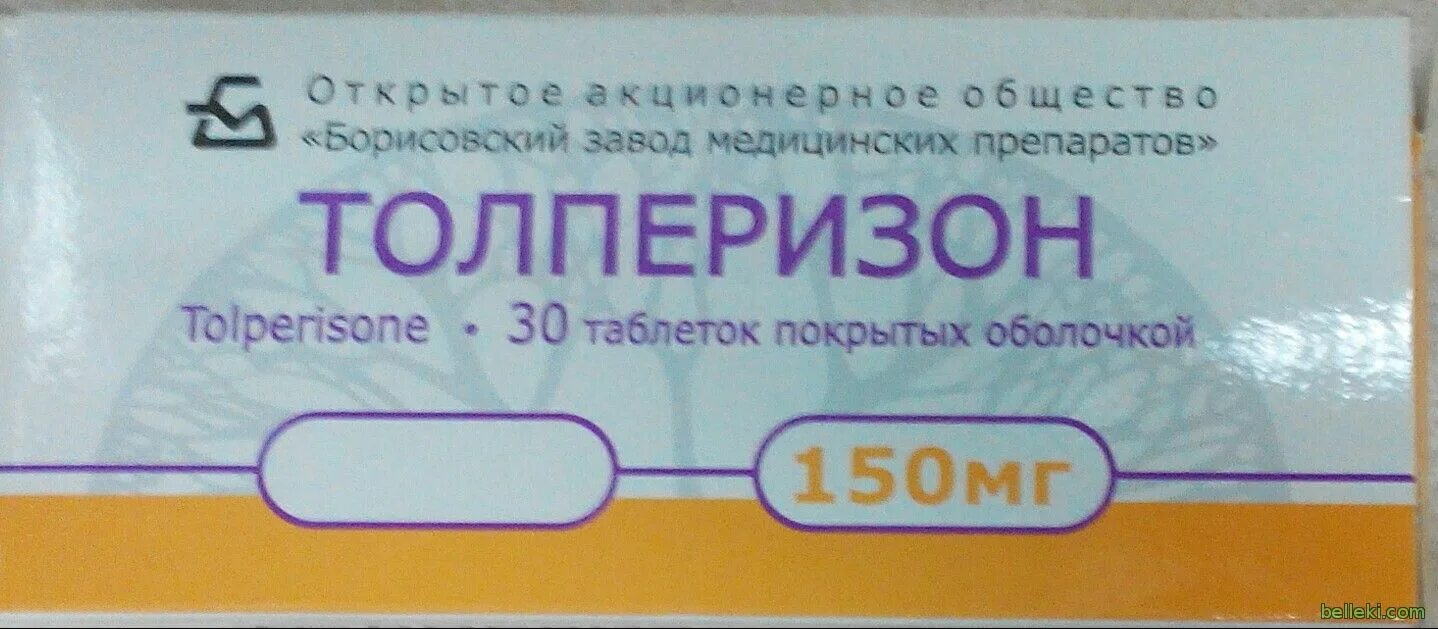 Открытое акционерное общество
«Борисовский завод медицинских препаратов»
ТОЛПЕРИЗОН
Tolperisone • 30 таблеток покрытых оболочкой
150мг
belleki.com